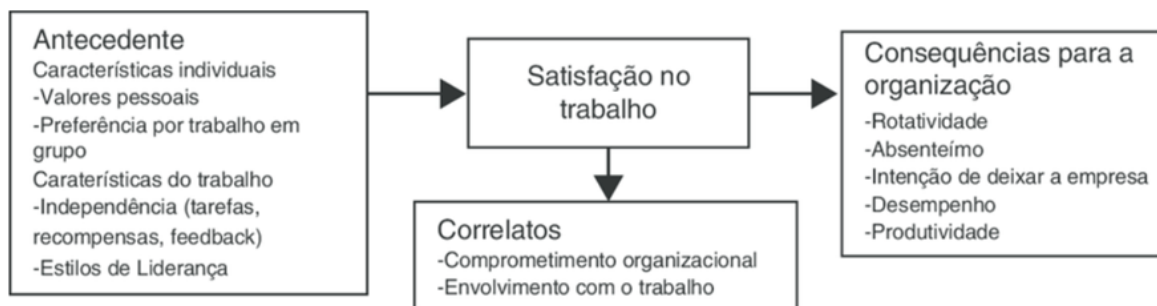 Antecedente
Características individuais
-Valores pessoais
-Preferência por trabalho em
grupo
Caraterísticas do trabalho
-Independência (tarefas,
recompensas, feedback)
-Estilos de Liderança
Satisfação no
trabalho
Correlatos
-Comprometimento organizacional
-Envolvimento com o trabalho
Consequências para a
organização
-Rotatividade
-Absenteímo
-Intenção de deixar a empresa
-Desempenho
-Produtividade